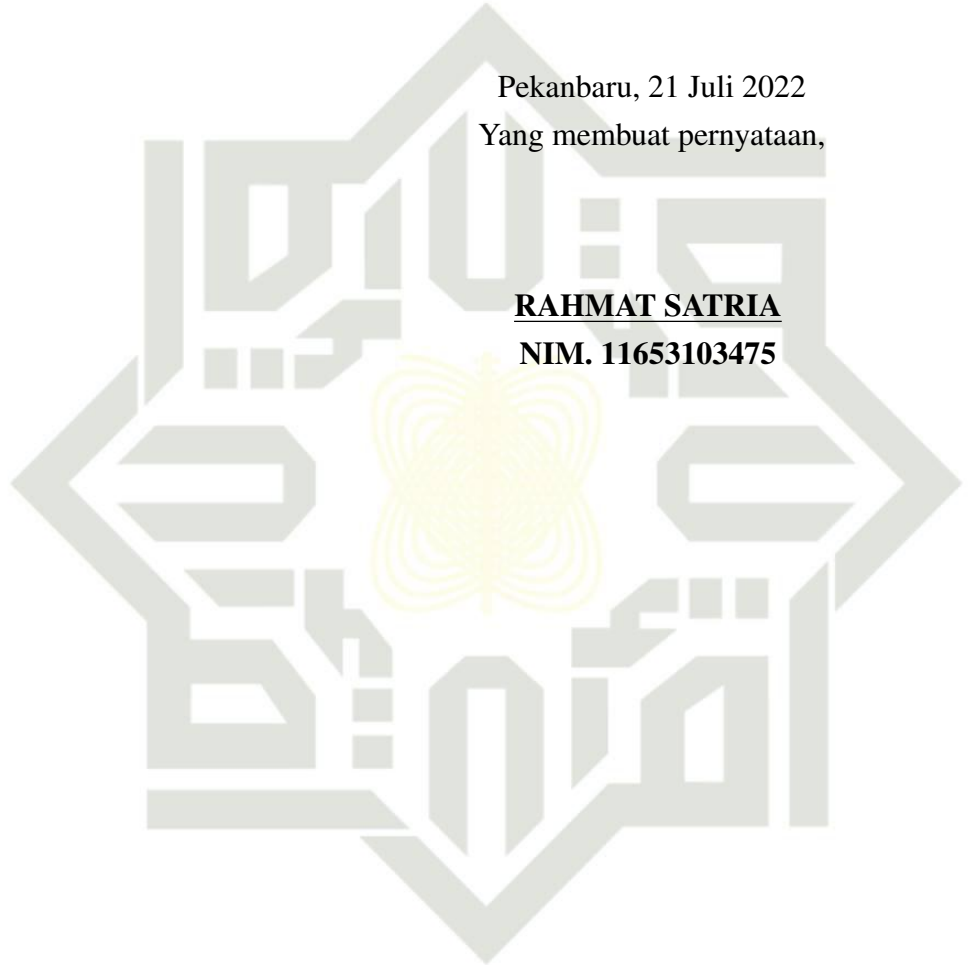 Pekanbaru, 21 Juli 2022
Yang membuat pernyataan,
RAHMAT SATRIA
NIM. 11653103475